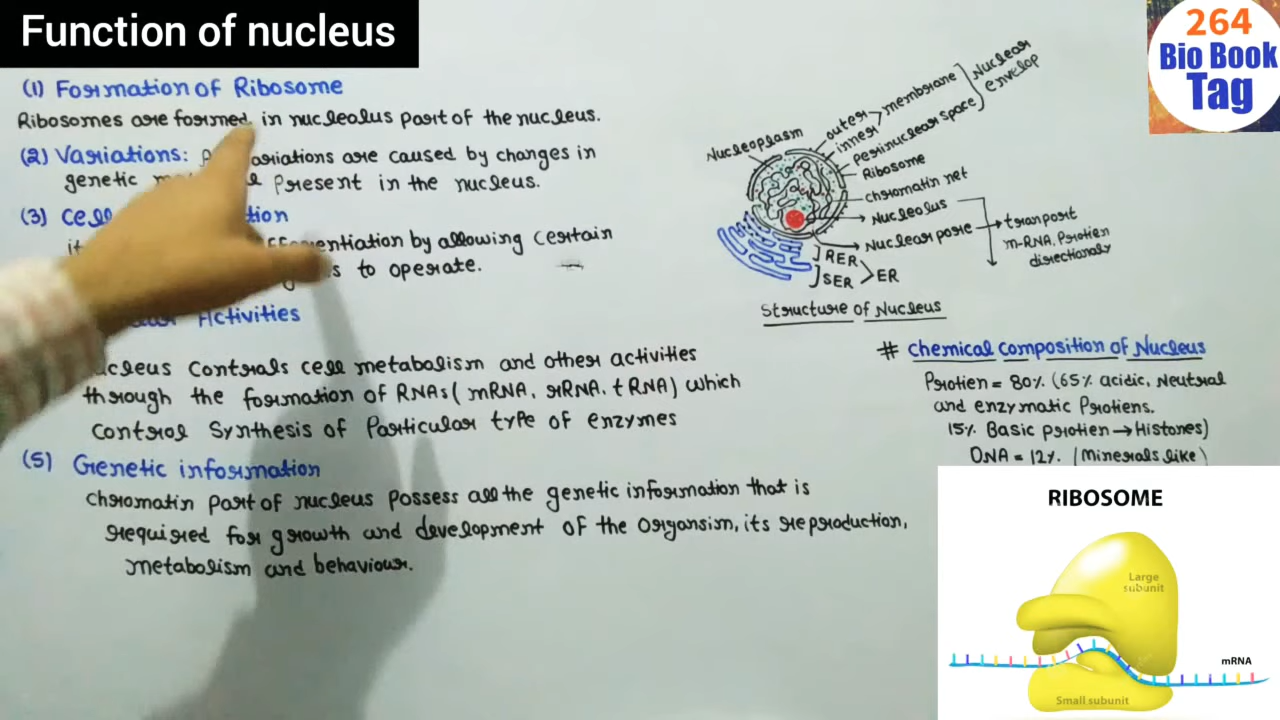 Function of nucleus
264
Bio Book
Tag
(1) Formation of Ribosome
Ribosomes are formed in nucleolus part of the nucleus.
(2) Variations: variations are caused by changes in
genetic present in the nucleus.
(3) Cell
it by allowing certain
to operate.
Activities
Nucleus Controls cell metabolism and other activities
through the formation of RNAs (mRNA, rRNA, tRNA) which
control Synthesis of Particular type of enzymes
(5) Genetic information
Chromatin part of nucleus Possess all the genetic information that is
required for growth and development of the Organsim, its reproduction,
metabolism and behaviour.
Nucleoplasm
outer
inner
membrane
Nuclear
envelop
perinuclear space
Ribosome
chromatin net
Nucleolus
Nuclear pore
tranport
m-RNA, Protien
directionaly
RER
SER
ER
Structure of Nucleus
# Chemical composition of Nucleus
Protien = 80% (65% acidic, Neutral
and enzymatic Protiens.
15% Basic protien → Histones)
DNA = 12% (Minerals like)
RIBOSOME
Large
subunit
mRNA
Small subunit